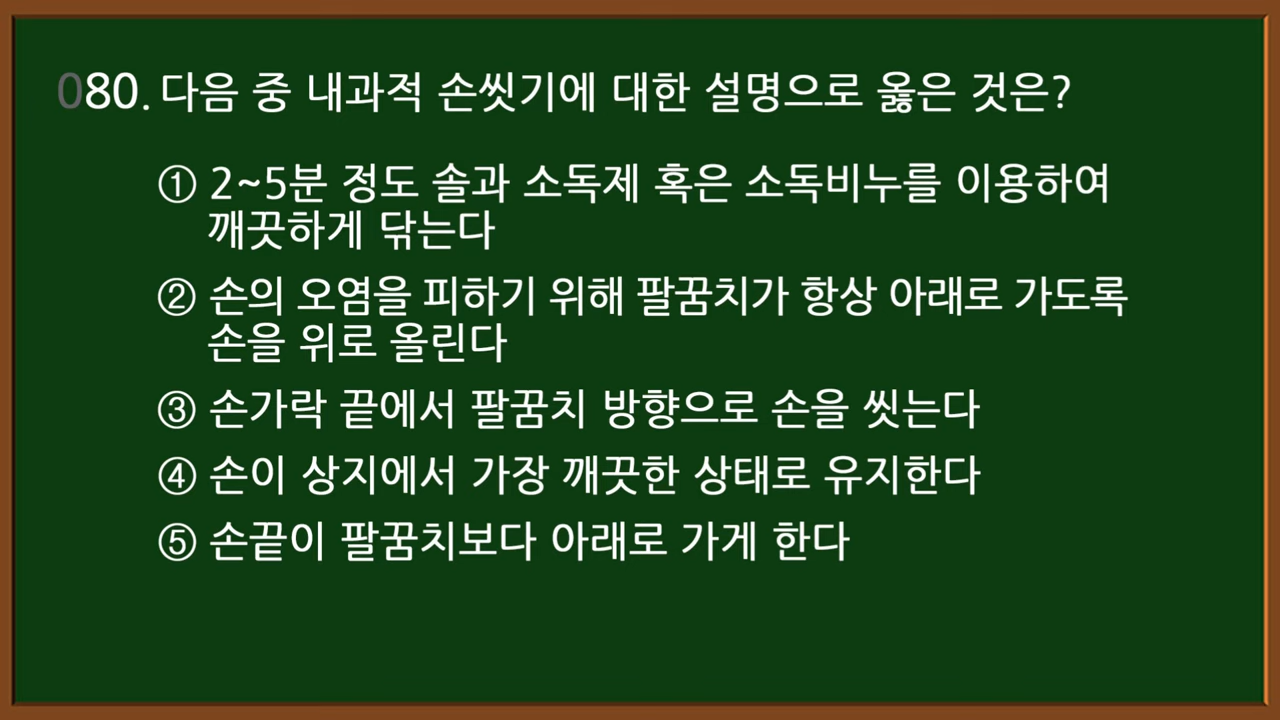 080. 다음 중 내과적 손씻기에 대한 설명으로 옳은 것은?
① 2~5분 정도 솔과 소독제 혹은 소독비누를 이용하여
깨끗하게 닦는다
② 손의 오염을 피하기 위해 팔꿈치가 항상 아래로 가도록
손을 위로 올린다
③ 손가락 끝에서 팔꿈치 방향으로 손을 씻는다
④ 손이 상지에서 가장 깨끗한 상태로 유지한다
⑤ 손끝이 팔꿈치보다 아래로 가게 한다